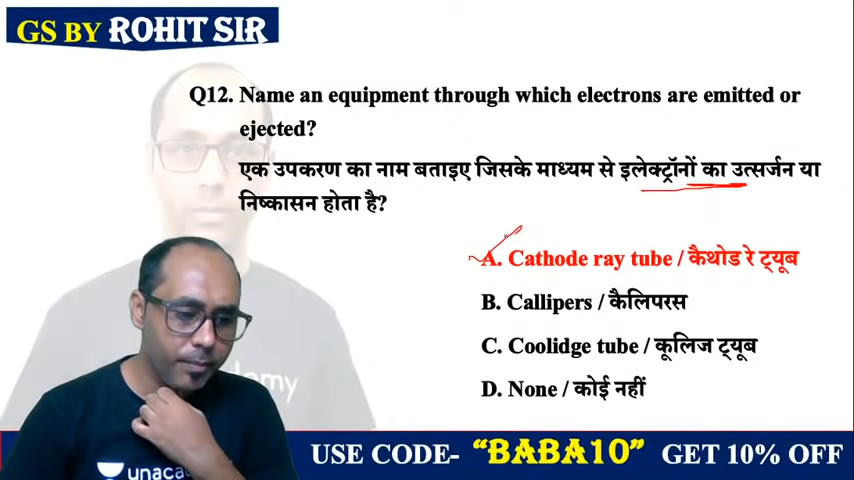 GS BY ROHIT SIR
Q12. Name an equipment through which electrons are emitted or
ejected?
एक उपकरण का नाम बताइए जिसके माध्यम से इलेक्ट्रॉनों का उत्सर्जन या
निष्कासन होता है?
A. Cathode ray tube / कैथोड रे ट्यूब
B. Callipers / कैलिपरस
C. Coolidge tube / कूलिज ट्यूब
D. None / कोई नहीं
USE CODE- “BABA10” GET 10% OFF